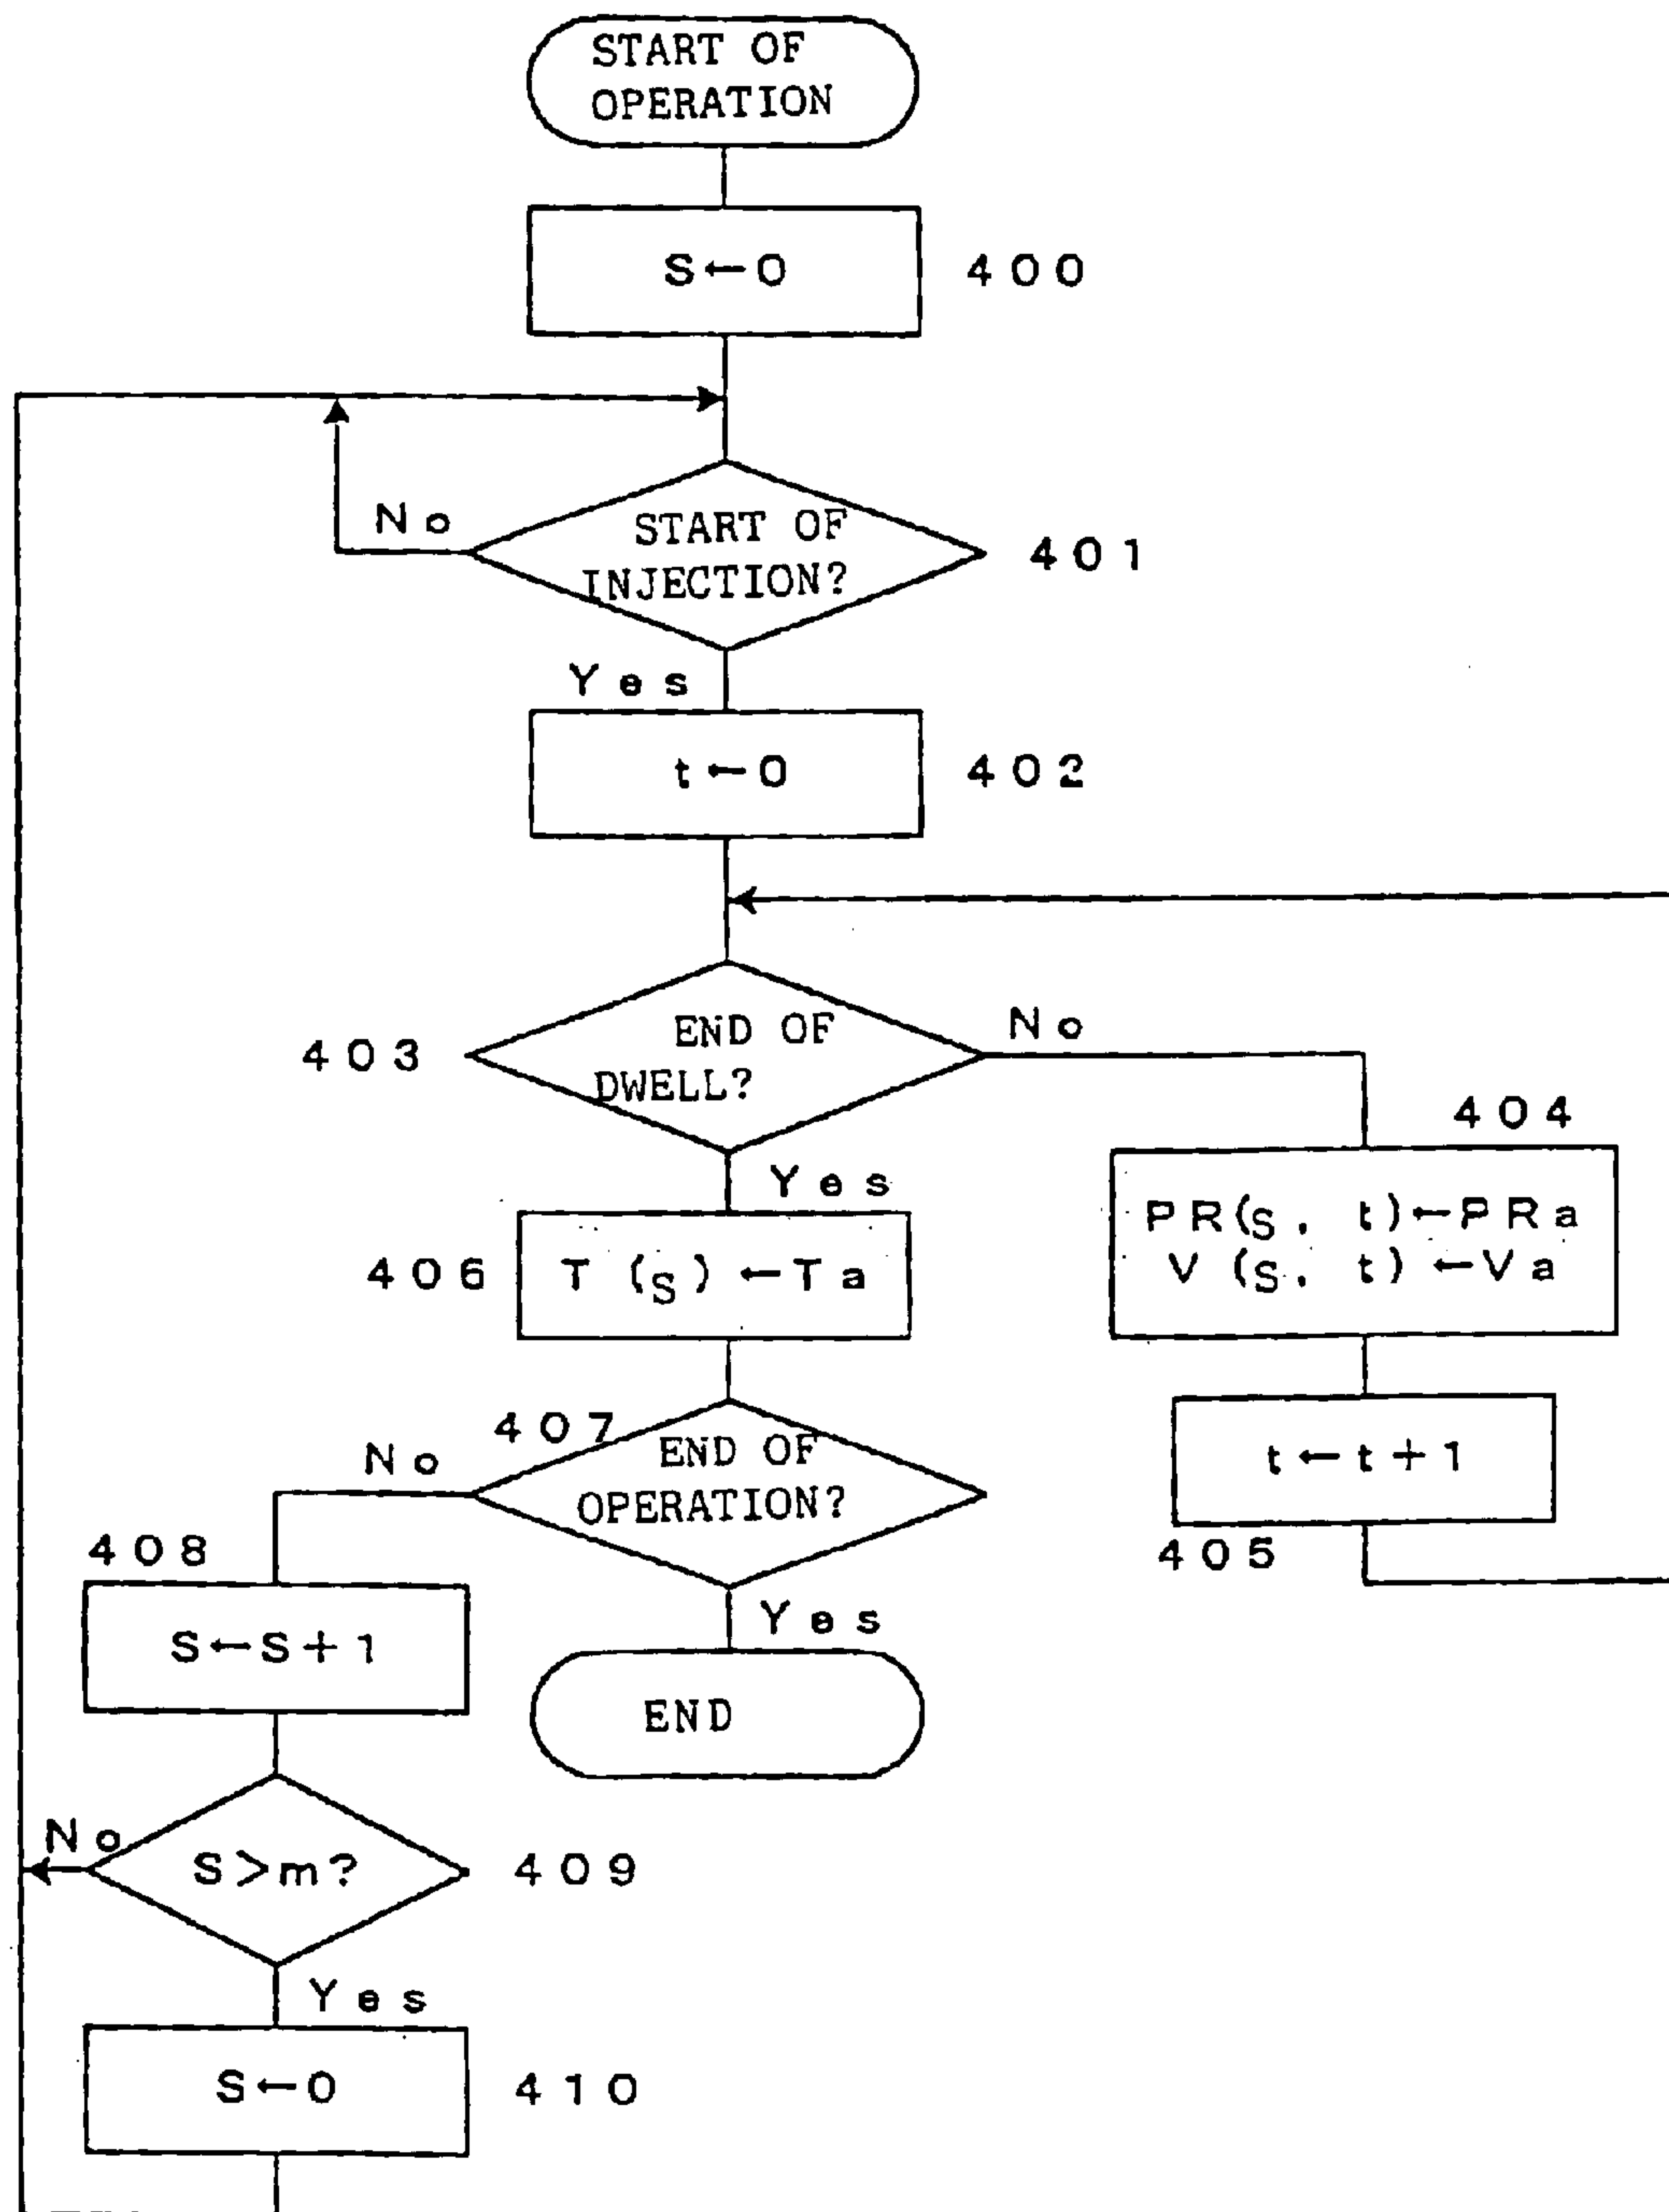 START OF
OPERATION
S←0
400
No
START OF
INJECTION?
401
Yes
t←0
402
403
END OF
DWELL?
No
404
Yes
PR(S, t)←PRa
V(S, t)←Va
406
T(S)←Ta
407
END OF
OPERATION?
No
t←t+1
405
408
S←S+1
Yes
END
No
S>m?
409
Yes
S←0
410